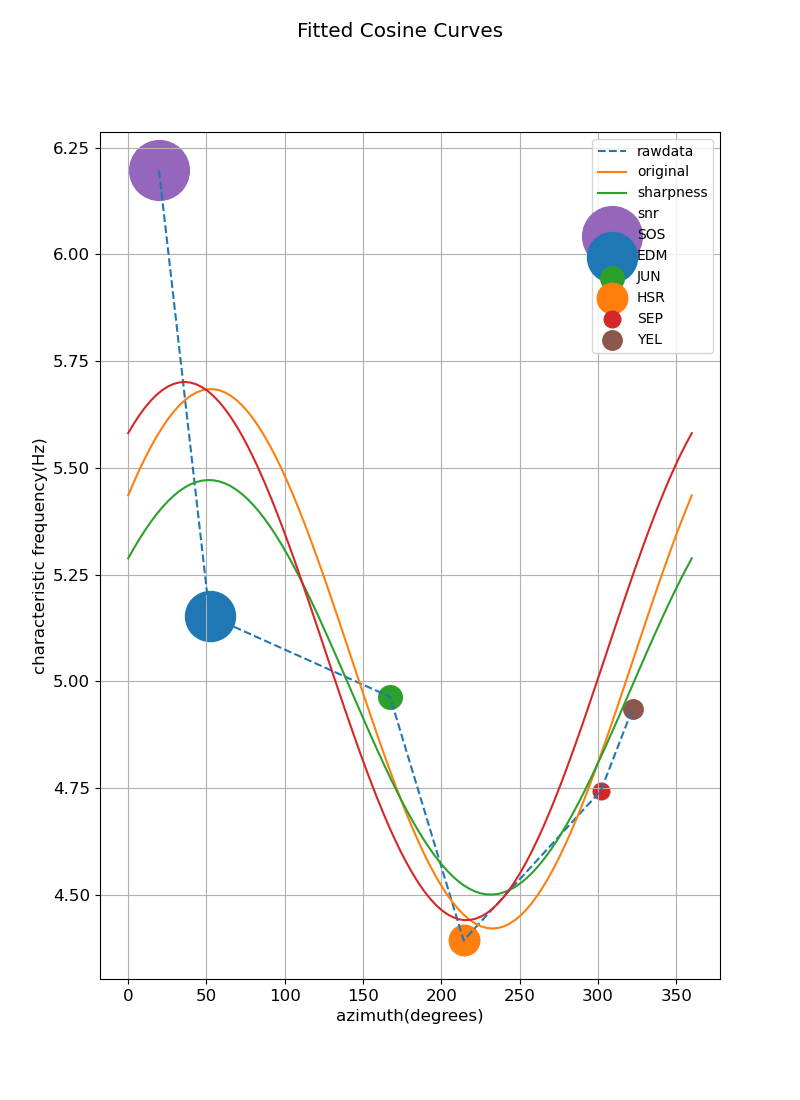 Fitted Cosine Curves
6.25
6.00
5.75
5.50
5.25
5.00
4.75
4.50
characteristic frequency(Hz)
rawdata
original
sharpness
snr
SOS
EDM
JUN
HSR
SEP
YEL
0 50 100 150 200 250 300 350
azimuth(degrees)